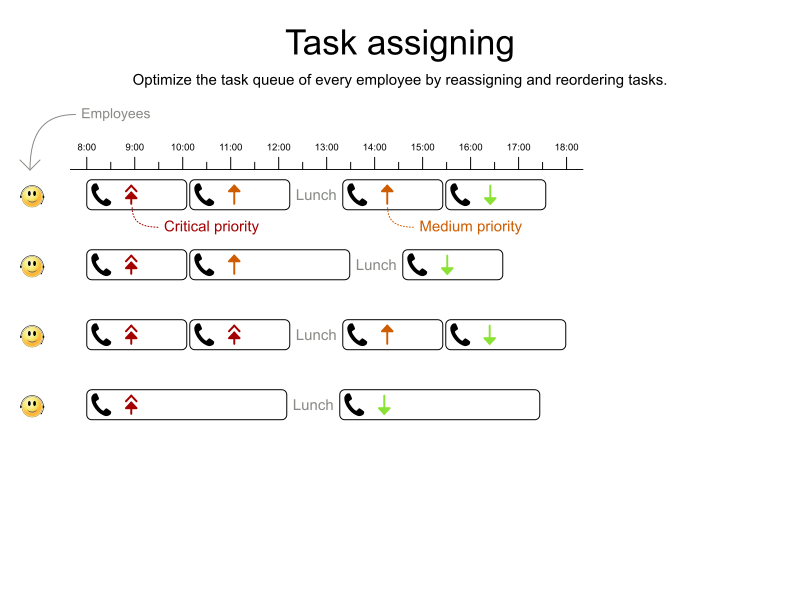 Task assigning
Optimize the task queue of every employee by reassigning and reordering tasks.
Employees
8:00 9:00 10:00 11:00 12:00 13:00 14:00 15:00 16:00 17:00 18:00
Lunch
Critical priority Medium priority
Lunch
Lunch
Lunch